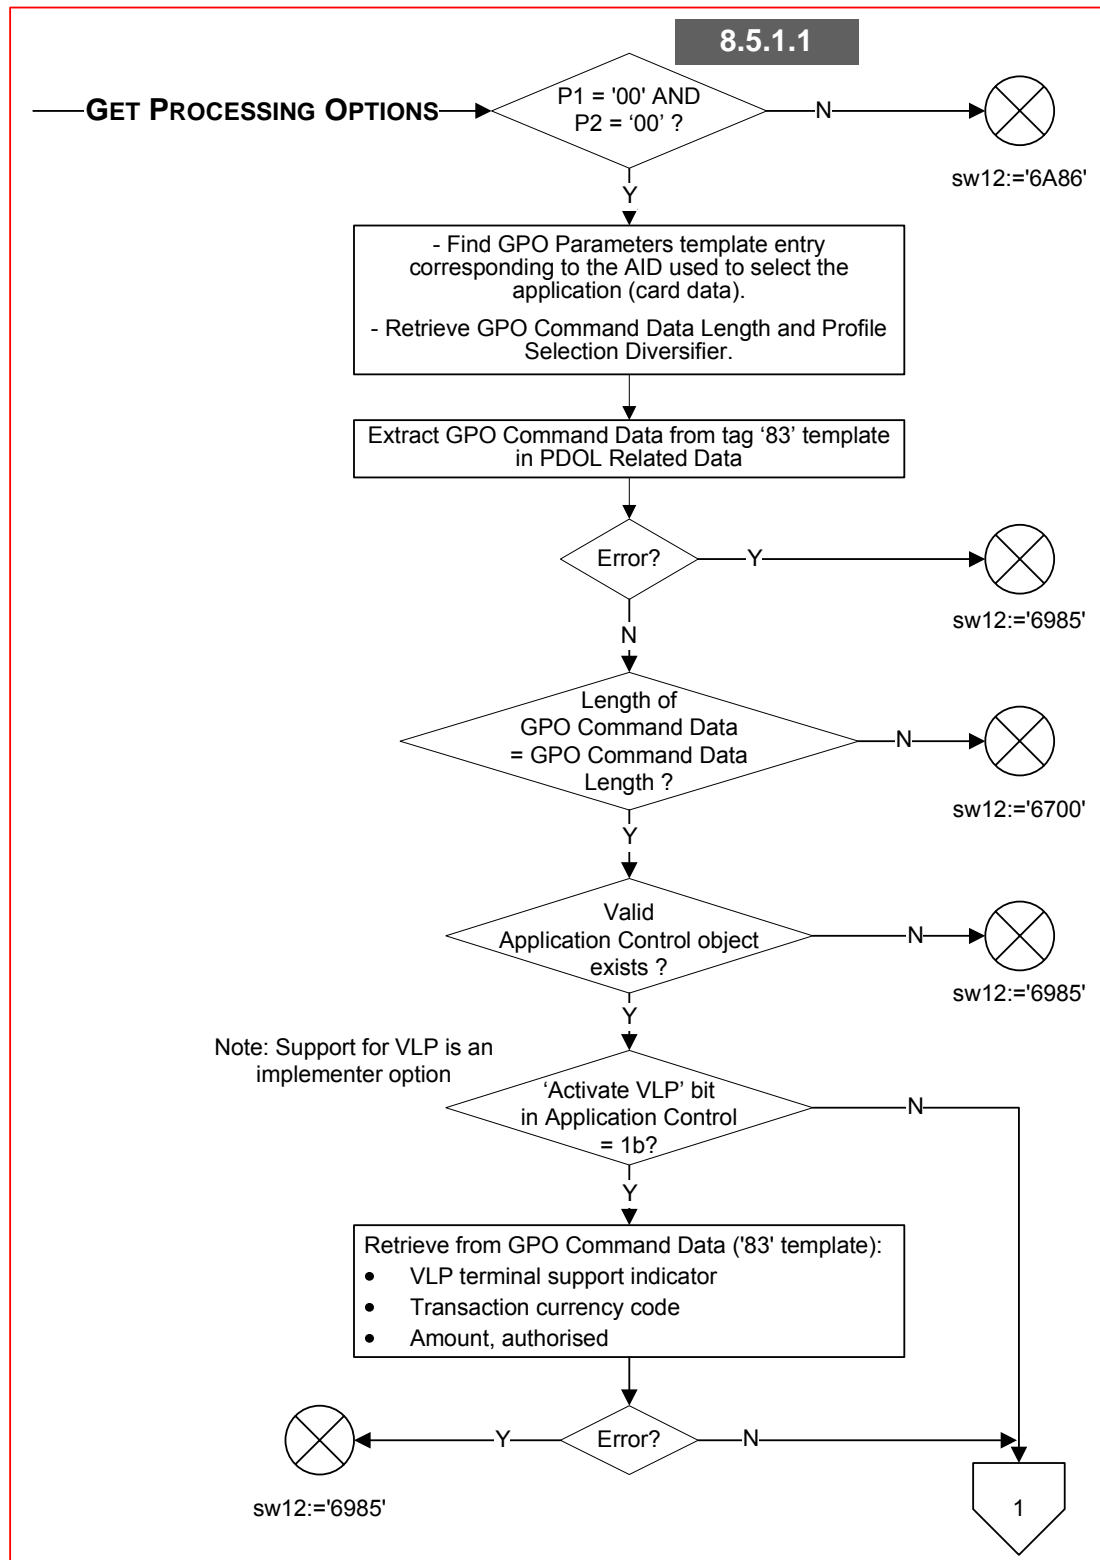 8.5.1.1
GET PROCESSING OPTIONS
P1 = '00' AND
P2 = ‘00’ ?
N
sw12:='6A86'
Y
- Find GPO Parameters template entry
corresponding to the AID used to select the
application (card data).
- Retrieve GPO Command Data Length and Profile
Selection Diversifier.
Extract GPO Command Data from tag ‘83’ template
in PDOL Related Data
Error?
Y
sw12:='6985'
N
Length of
GPO Command Data
= GPO Command Data
Length ?
N
sw12:='6700'
Y
Valid
Application Control object
exists ?
N
sw12:='6985'
Y
Note: Support for VLP is an
implementer option
‘Activate VLP’ bit
in Application Control
= 1b?
N
Y
Retrieve from GPO Command Data ('83' template):
• VLP terminal support indicator
• Transaction currency code
• Amount, authorised
Y
Error?
N
sw12:='6985'
1